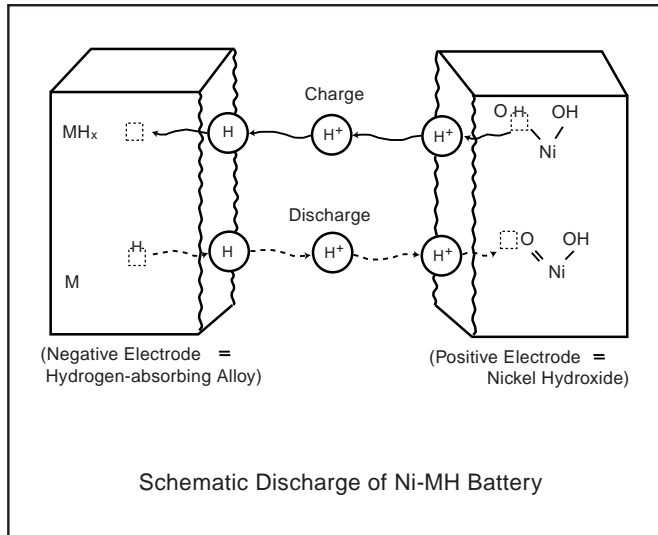 Charge
MHx
H
H+
H+
O H
OH
Ni
Discharge
H
H
H+
H+
O
OH
Ni
M
(Negative Electrode =
Hydrogen-absorbing Alloy)
(Positive Electrode =
Nickel Hydroxide)
Schematic Discharge of Ni-MH Battery